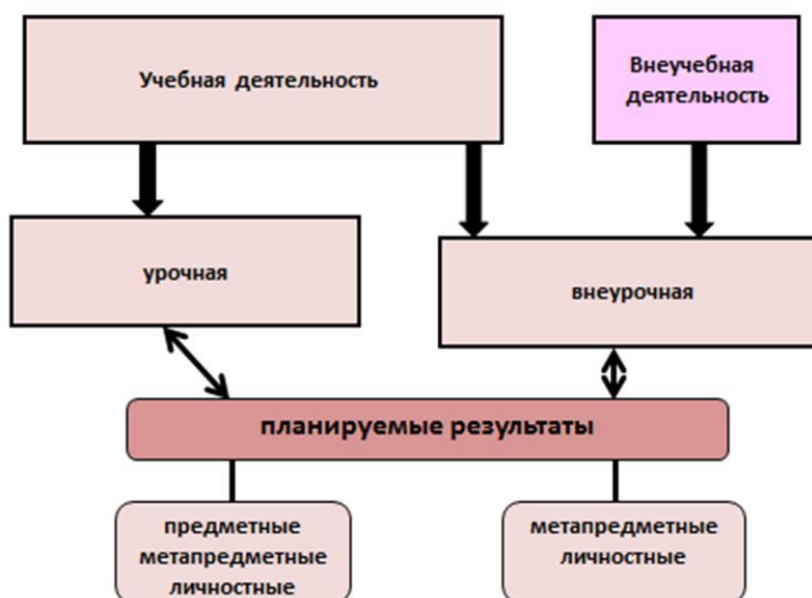 Учебная деятельность
Внеучебная
деятельность
урочная
внеурочная
планируемые результаты
предметные
метапредметные
личностные
метапредметные
личностные